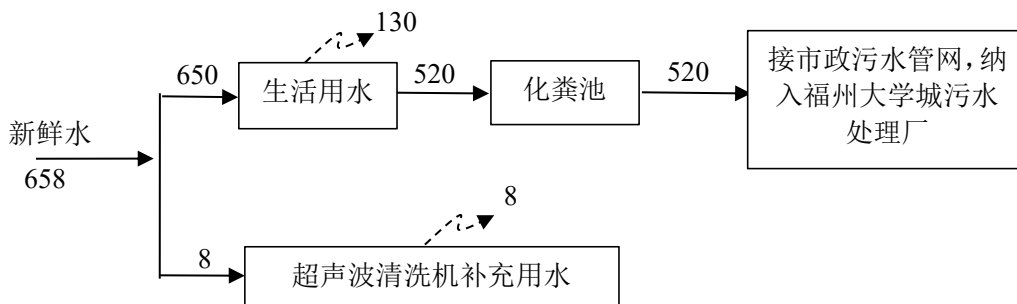 130
650
生活用水
520
化粪池
520
接市政污水管网，纳
入福州大学城污水
处理厂
新鲜水
658
8
8
超声波清洗机补充用水